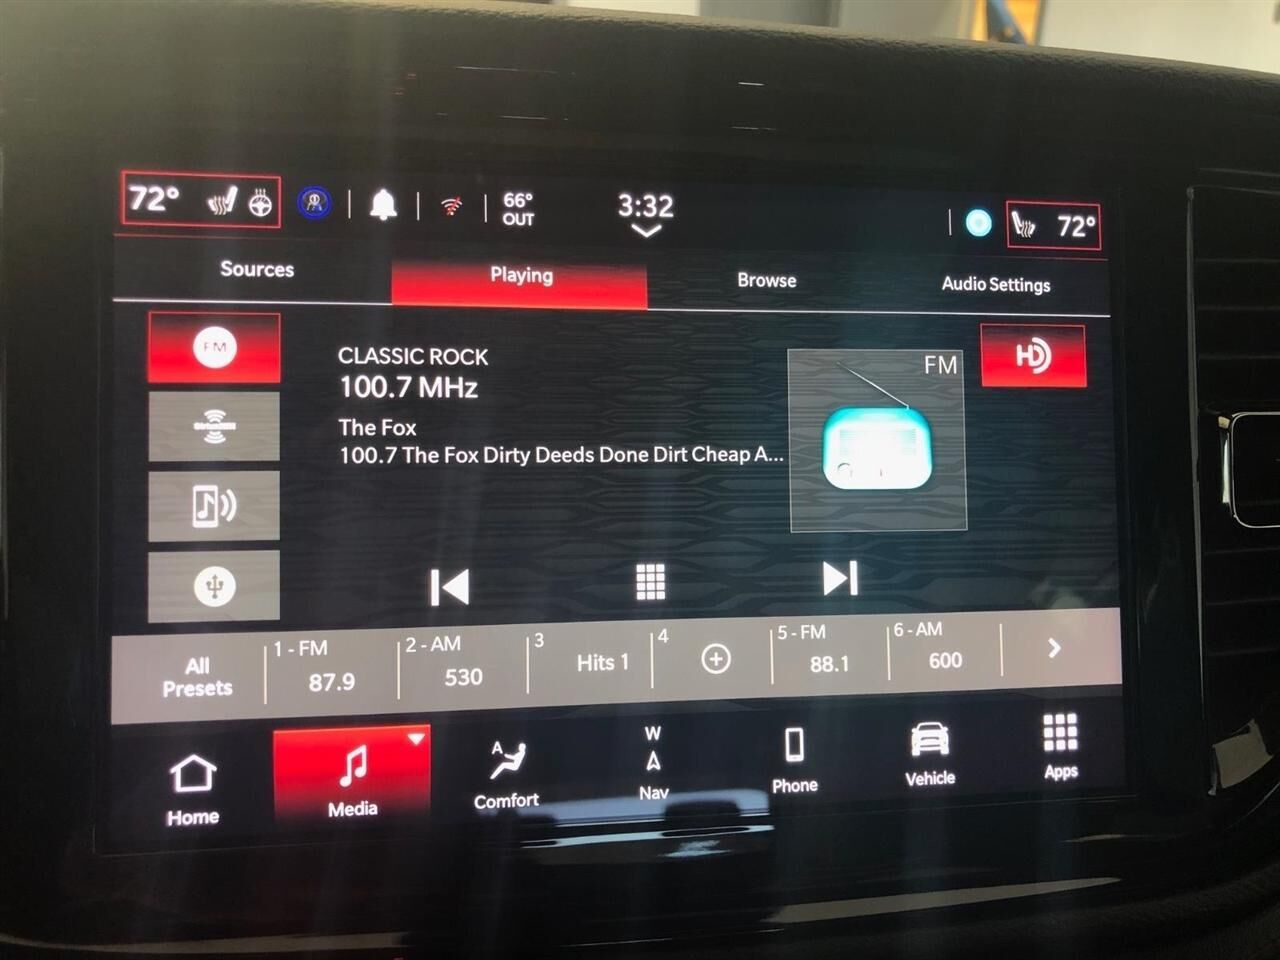 72°
66°
OUT
3:32
72°
Sources
Playing
Browse
Audio Settings
FM
CLASSIC ROCK
100.7 MHz
The Fox
100.7 The Fox Dirty Deeds Done Dirt Cheap A...
FM
HD
SiriusXM
All
Presets
1 - FM
87.9
2 - AM
530
3
Hits 1
4
5 - FM
88.1
6 - AM
600
Home
Media
A
Comfort
W
Nav
Phone
Vehicle
Apps